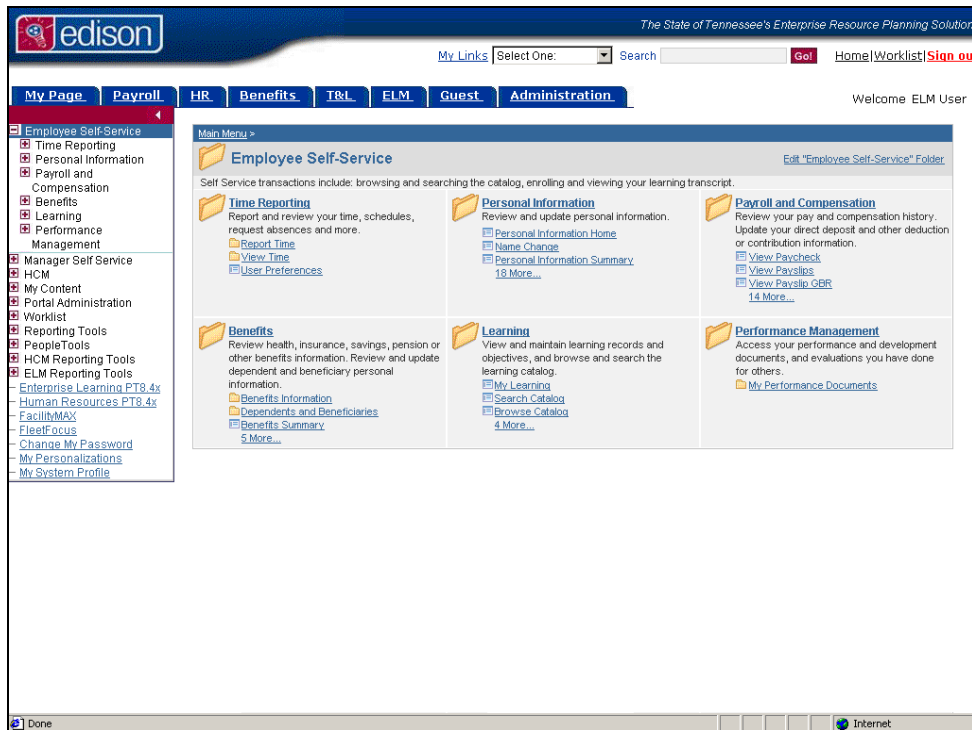 edison
The State of Tennessee's Enterprise Resource Planning Solution
My Links Select One: Search Go! Home|Worklist|Sign ou
My Page Payroll HR Benefits T&L ELM Guest Administration
Welcome ELM User
Employee Self-Service
Time Reporting
Personal Information
Payroll and
Compensation
Benefits
Learning
Performance
Management
Manager Self Service
HCM
My Content
Portal Administration
Worklist
Reporting Tools
PeopleTools
HCM Reporting Tools
ELM Reporting Tools
Enterprise Learning PT8.4x
Human Resources PT8.4x
FacilityMAX
FleetFocus
Change My Password
My Personalizations
My System Profile
Main Menu >
Employee Self-Service
Edit "Employee Self-Service" Folder
Self Service transactions include: browsing and searching the catalog, enrolling and viewing your learning transcript.
Time Reporting
Report and review your time, schedules,
request absences and more.
Report Time
View Time
User Preferences
Personal Information
Review and update personal information.
Personal Information Home
Name Change
Personal Information Summary
18 More...
Payroll and Compensation
Review your pay and compensation history.
Update your direct deposit and other deduction
or contribution information.
View Paycheck
View Payslips
View Payslip GBR
14 More...
Benefits
Review health, insurance, savings, pension or
other benefits information. Review and update
dependent and beneficiary personal
information.
Benefits Information
Dependents and Beneficiaries
Benefits Summary
5 More...
Learning
View and maintain learning records and
objectives, and browse and search the
learning catalog.
My Learning
Search Catalog
Browse Catalog
4 More...
Performance Management
Access your performance and development
documents, and evaluations you have done
for others.
My Performance Documents
Done
Internet